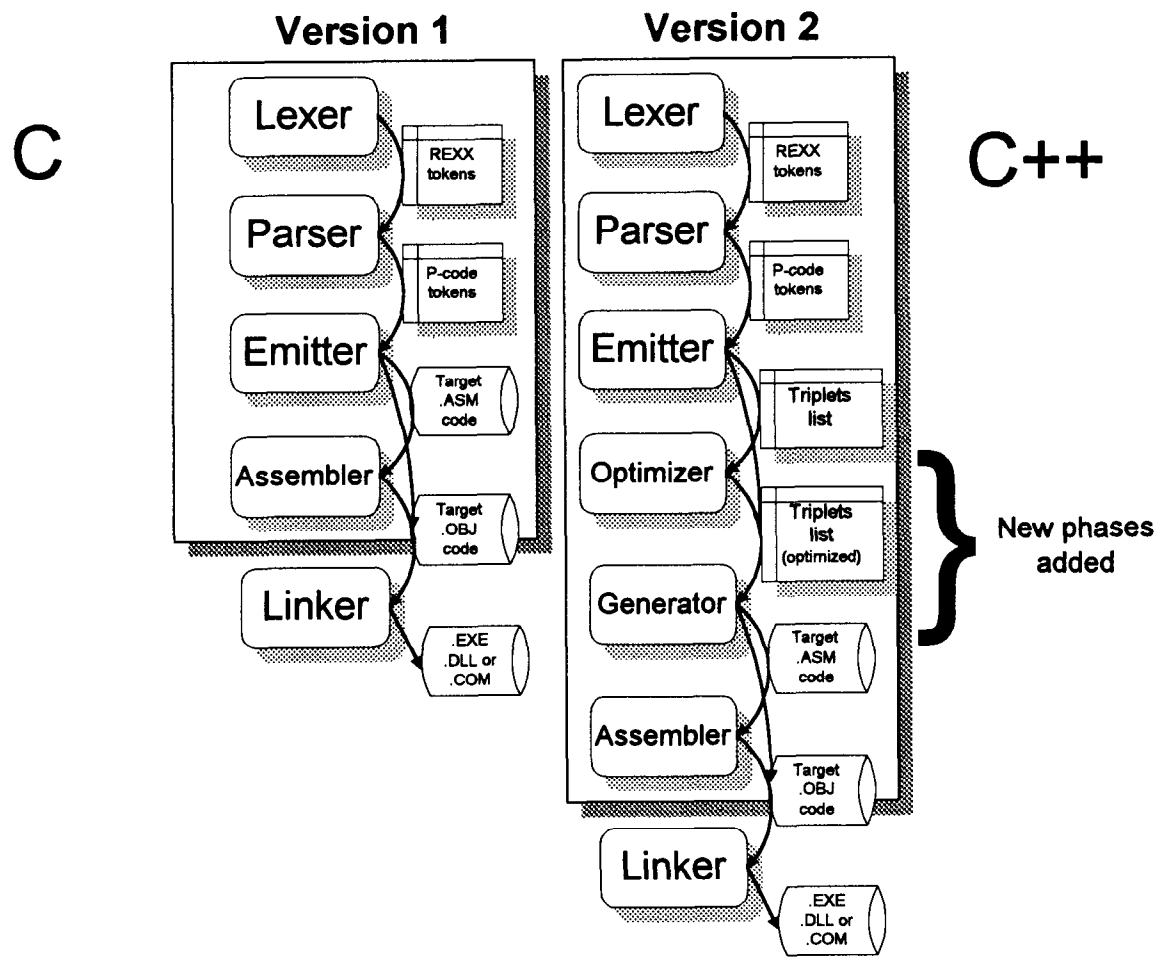 Version 1
C
Lexer
REXX
tokens
Parser
P-code
tokens
Emitter
Target
.ASM
code
Assembler
Target
.OBJ
code
Linker
.EXE
.DLL or
.COM
Version 2
C++
Lexer
REXX
tokens
Parser
P-code
tokens
Emitter
Triplets
list
Optimizer
Triplets
list
(optimized)
New phases
added
Generator
Target
.ASM
code
Assembler
Target
.OBJ
code
Linker
.EXE
.DLL or
.COM